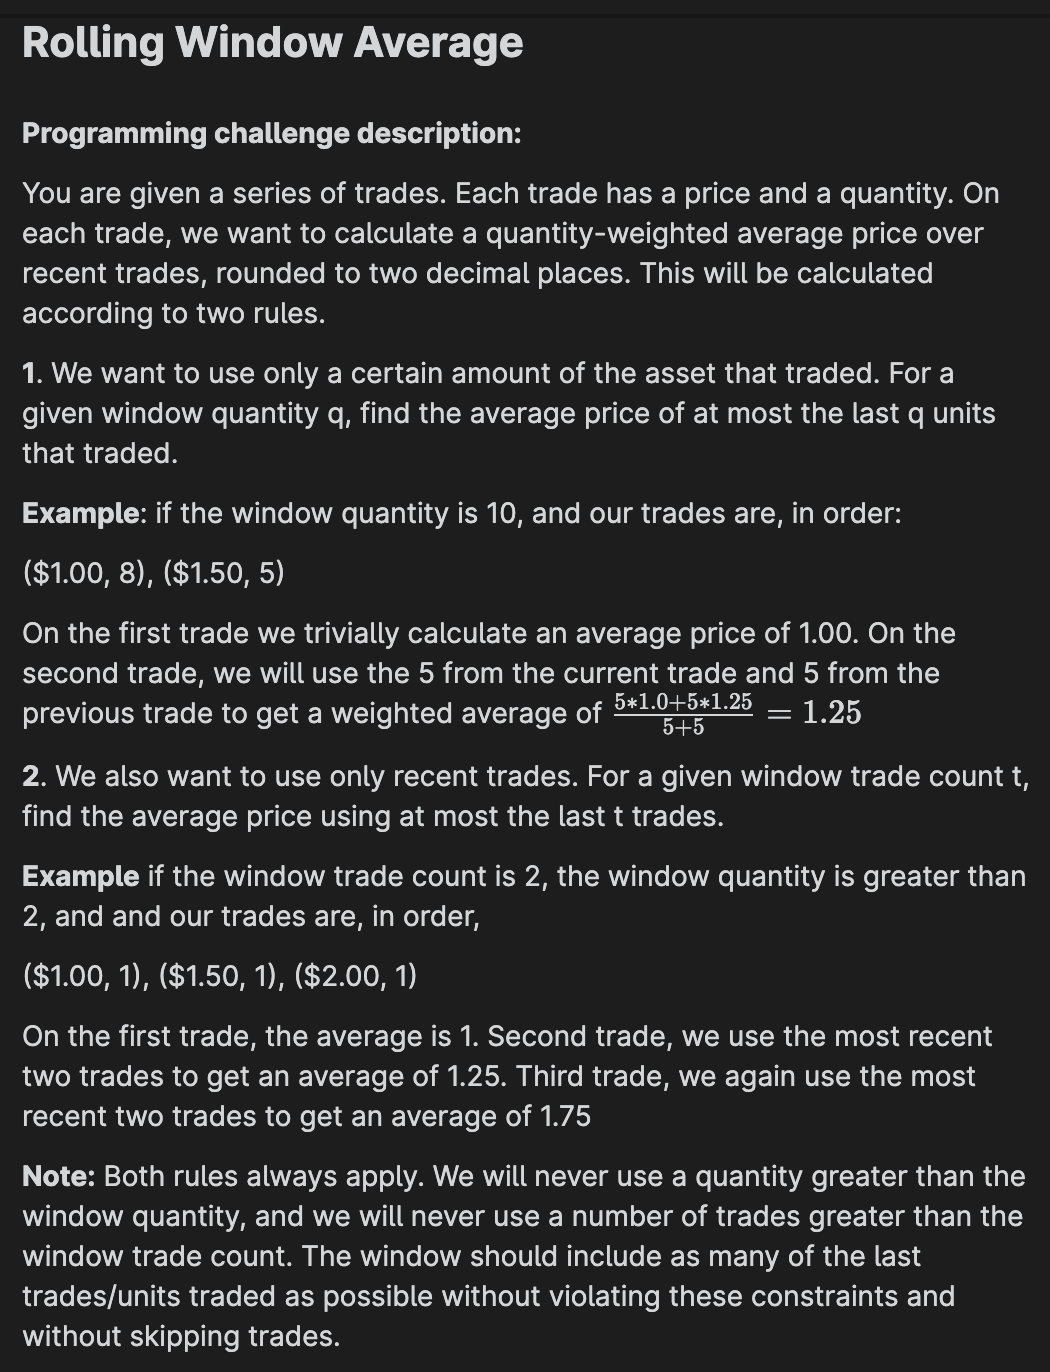 Rolling Window Average
Programming challenge description:
You are given a series of trades. Each trade has a price and a quantity. On
each trade, we want to calculate a quantity-weighted average price over
recent trades, rounded to two decimal places. This will be calculated
according to two rules.
1. We want to use only a certain amount of the asset that traded. For a
given window quantity q, find the average price of at most the last q units
that traded.
Example: if the window quantity is 10, and our trades are, in order:
($1.00, 8), ($1.50, 5)
On the first trade we trivially calculate an average price of 1.00. On the
second trade, we will use the 5 from the current trade and 5 from the
previous trade to get a weighted average of (5*1.0+5*1.25)/(5+5) = 1.25
2. We also want to use only recent trades. For a given window trade count t,
find the average price using at most the last t trades.
Example if the window trade count is 2, the window quantity is greater than
2, and and our trades are, in order,
($1.00, 1), ($1.50, 1), ($2.00, 1)
On the first trade, the average is 1. Second trade, we use the most recent
two trades to get an average of 1.25. Third trade, we again use the most
recent two trades to get an average of 1.75
Note: Both rules always apply. We will never use a quantity greater than the
window quantity, and we will never use a number of trades greater than the
window trade count. The window should include as many of the last
trades/units traded as possible without violating these constraints and
without skipping trades.